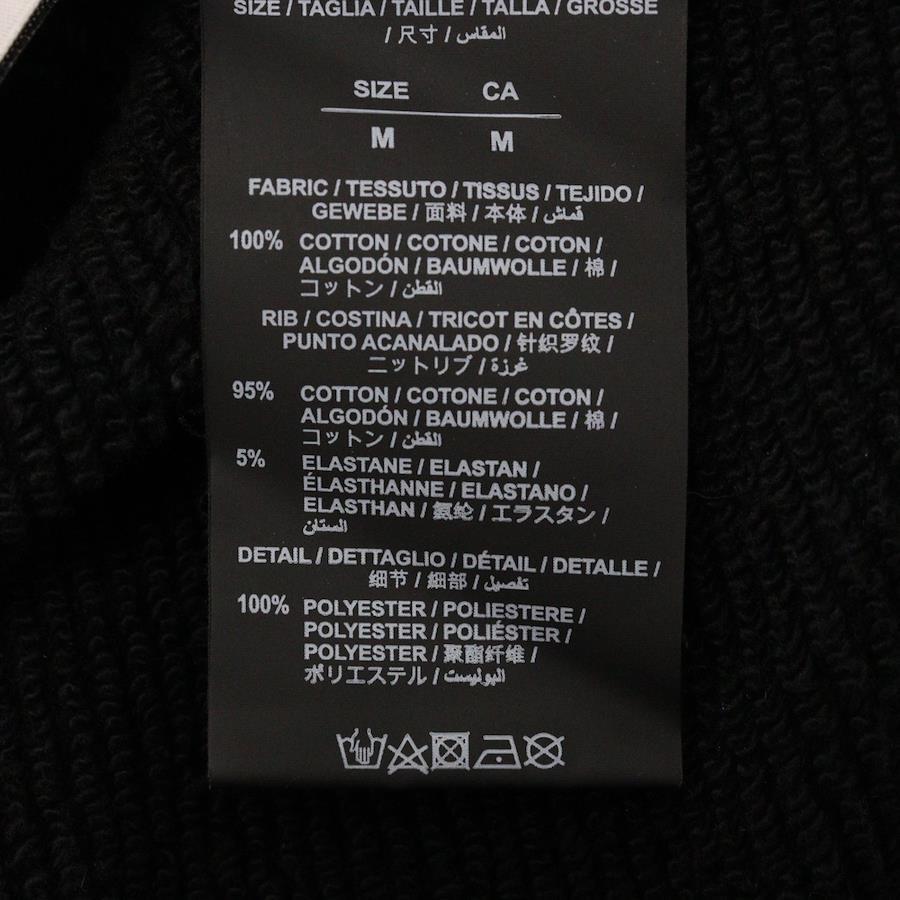 SIZE / TAGLIA / TAILLE / TALLA / GROSSE
/ 尺寸 / المقاس
SIZE CA
M M
FABRIC / TESSUTO / TISSUS / TEJIDO /
GEWEBE / 面料 / 本体 / قماش
100% COTTON / COTONE / COTON /
ALGODÓN / BAUMWOLLE / 棉 /
コットン / القطن
RIB / COSTINA / TRICOT EN CÔTES /
PUNTO ACANALADO / 针织罗纹 /
ニットリブ / غرزة
95% COTTON / COTONE / COTON /
ALGODÓN / BAUMWOLLE / 棉 /
コットン / القطن
5% ELASTANE / ELASTAN /
ÉLASTHANNE / ELASTANO /
ELASTHAN / 氨纶 / エラスタン /
الستان
DETAIL / DETTAGLIO / DÉTAIL / DETALLE /
细节 / 細部 / تفصيل
100% POLYESTER / POLIESTERE /
POLYESTER / POLIÉSTER /
POLYESTER / 聚酯纤维 /
ポリエステル / البوليست